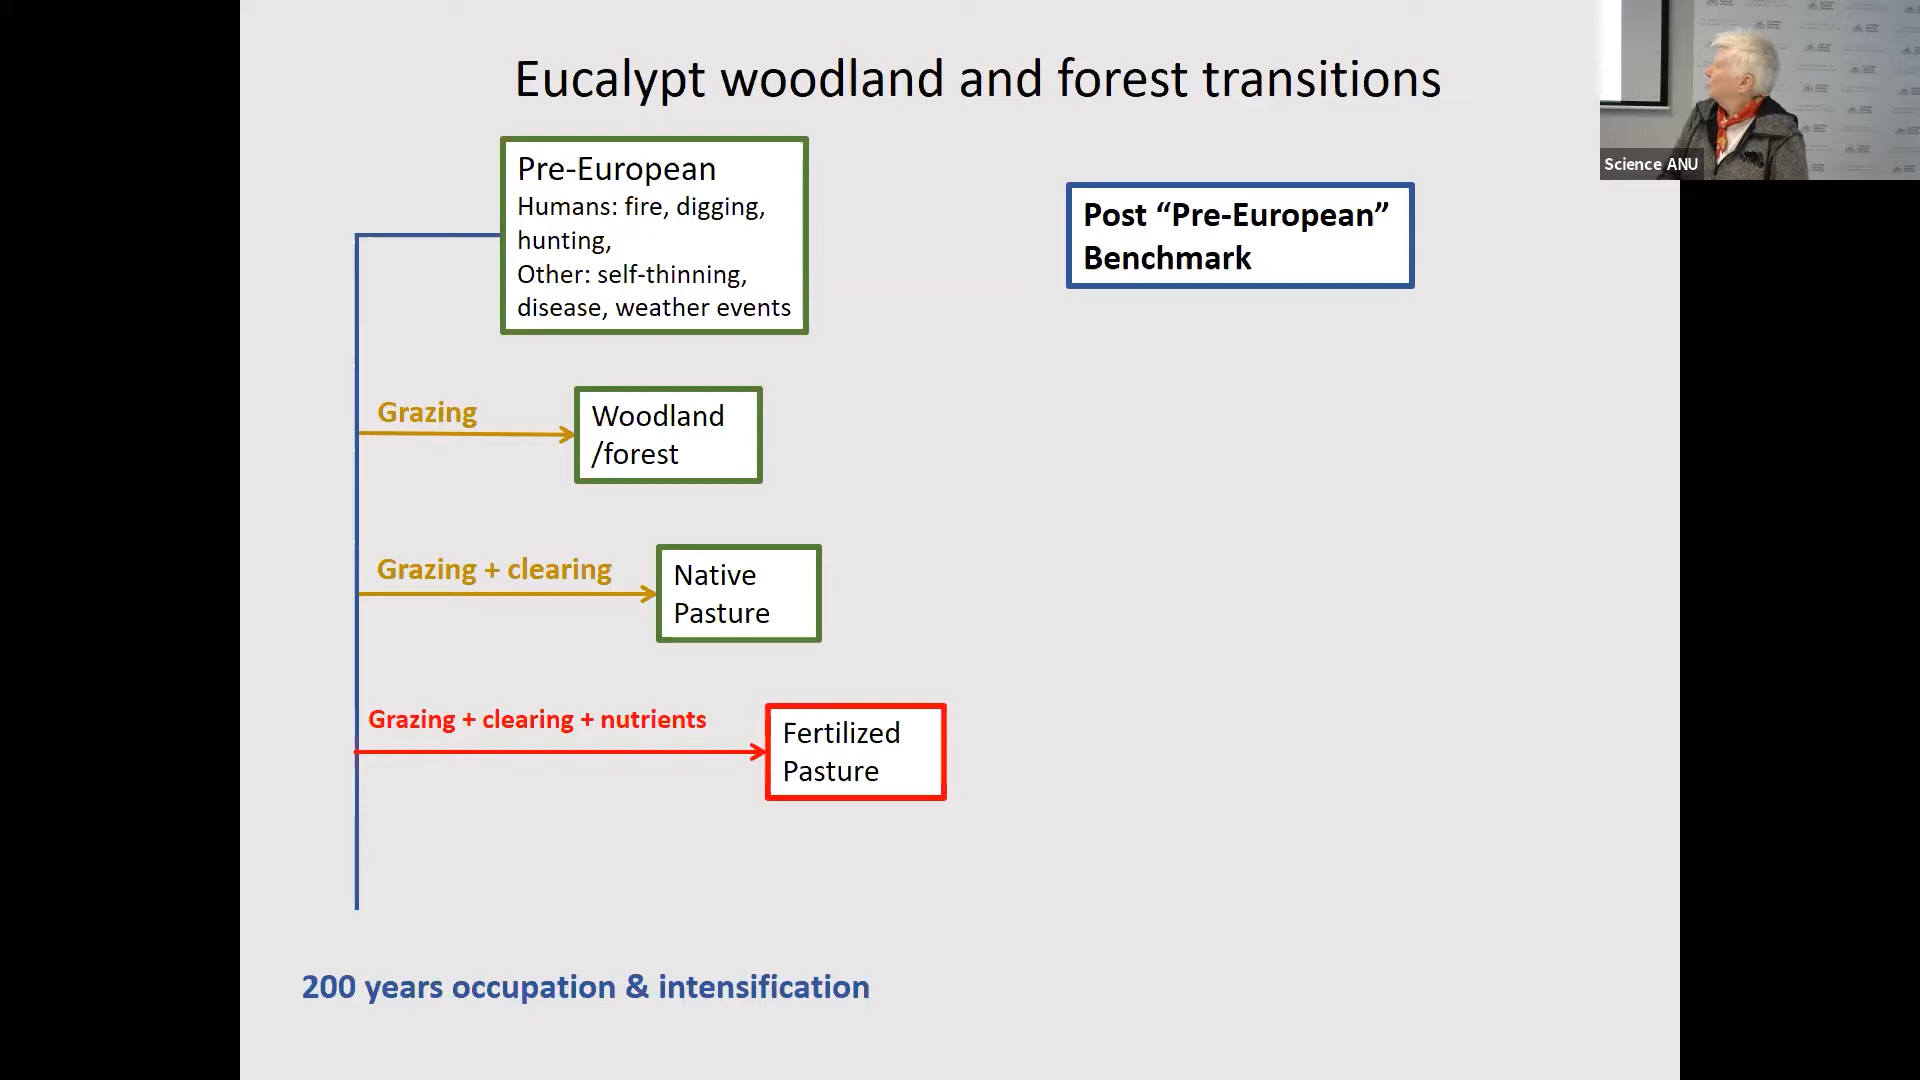 Eucalypt woodland and forest transitions
Pre-European
Humans: fire, digging,
hunting,
Other: self-thinning,
disease, weather events
Post “Pre-European”
Benchmark
Science ANU
Grazing
Woodland
/forest
Grazing + clearing
Native
Pasture
Grazing + clearing + nutrients
Fertilized
Pasture
200 years occupation & intensification